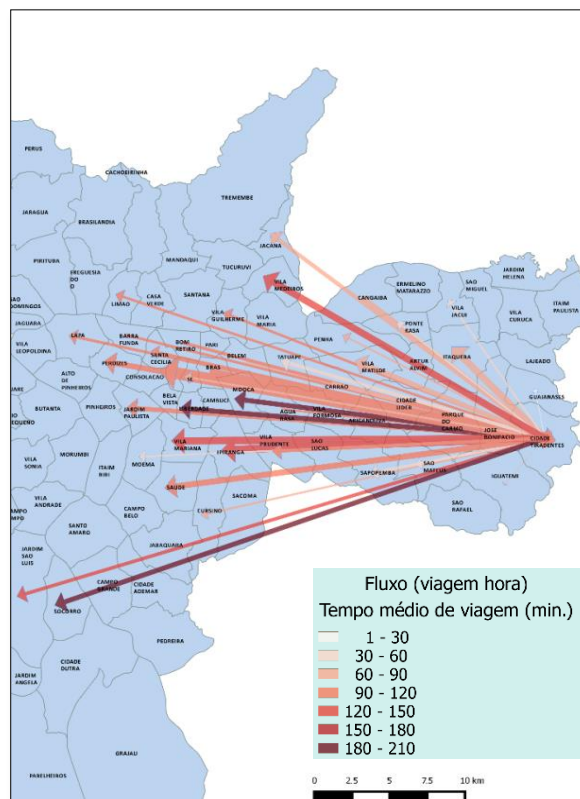 PERUS
CACHOEIRINHA
TREMEMBE
JARAGUA
BRASILANDIA
JACANA
MANDAQUI
PIRITUBA
TUCURUVI
FREGUESIA
DO
O
JARDIM
HELENA
SAO
MIGUEL
ERMELINO
MATARAZZO
VILA
MEDEIROS
CANGAIBA
SANTANA
CASA
VERDE
LIMAO
SAO
DOMINGOS
ITAIM
PAULISTA
VILA
JACUI
VILA
CURUCA
VILA
GUILHERME
VILA
MARIA
PONTE
RASA
JAGUARA
LAPA
BARRA
FUNDA
BOM
RETIRO
PARI
PENHA
VILA
LEOPOLDINA
BELEM
TATUAPE
ITAQUERA
LAJEADO
PERDIZES
SANTA
CECILIA
BRAS
VILA
MATILDE
ARTUR
ALVIM
ALTO
DE
PINHEIROS
CONSOLACAO
SE
CARRAO
MOOCA
BELA
VISTA
CAMBUCI
CIDADE
LIDER
GUAIANASES
BUTANTA
PINHEIROS
JARDIM
PAULISTA
LIBERDADE
AGUA
RASA
VILA
FORMOSA
ARICANDUVA
PARQUE
DO
CARMO
JOSE
BONIFACIO
CIDADE
TIRADENTES
VILA
MARIANA
IPIRANGA
VILA
PRUDENTE
SAO
LUCAS
VILA
SONIA
MORUMBI
ITAIM
BIBI
MOEMA
SAPOPEMBA
SAO
MATEUS
IGUATEMI
SAUDE
SACOMA
SAO
RAFAEL
VILA
ANDRADE
CAMPO
BELO
CURSINO
SANTO
AMARO
JABAQUARA
JARDIM
SAO
LUIS
CAMPO
GRANDE
CIDADE
ADEMAR
SOCORRO
PEDREIRA
CIDADE
DUTRA
JARDIM
ANGELA
GRAJAU
PARELHEIROS
Fluxo (viagem hora)
Tempo médio de viagem (min.)
1 - 30
30 - 60
60 - 90
90 - 120
120 - 150
150 - 180
180 - 210
0 2.5 5 7.5 10 km